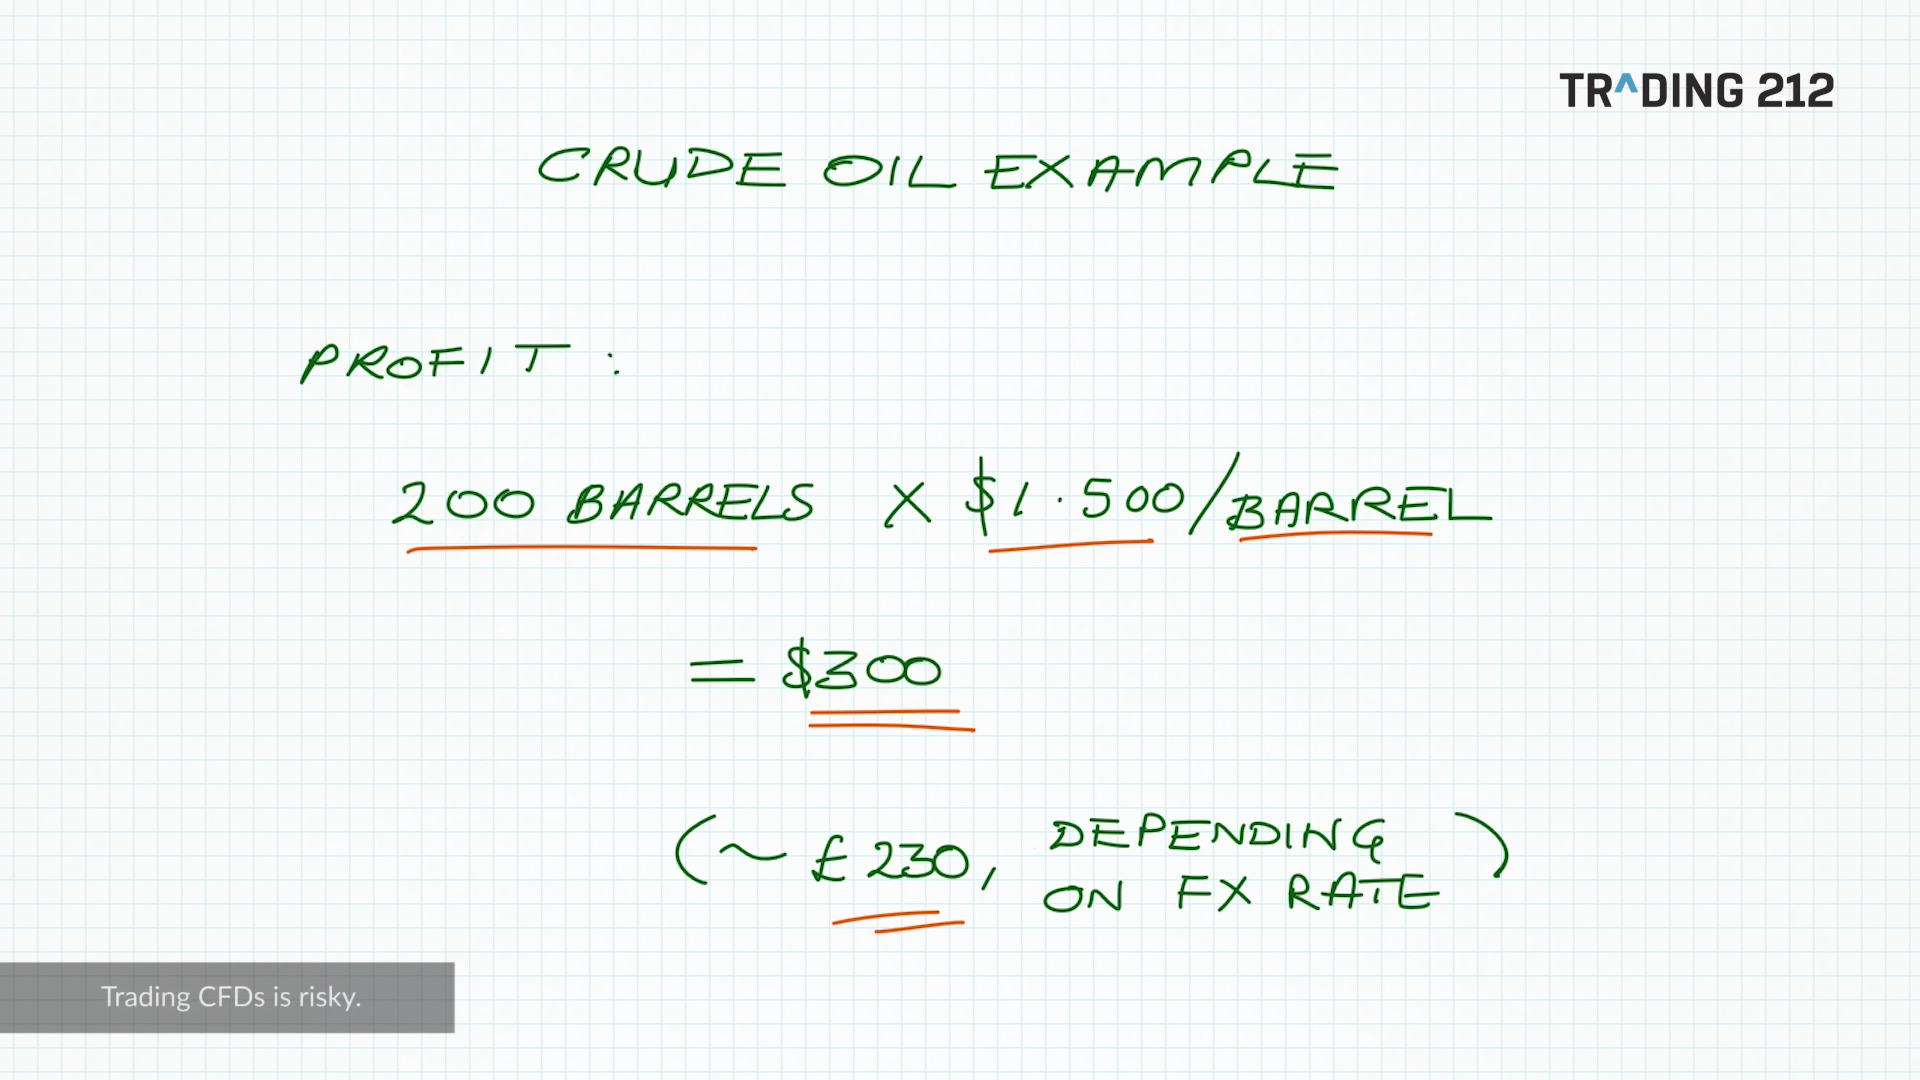 TRADING 212
CRUDE OIL EXAMPLE
PROFIT :
200 BARRELS X $1.500/BARREL
= $300
(~ £230, DEPENDING
ON FX RATE)
Trading CFDs is risky.